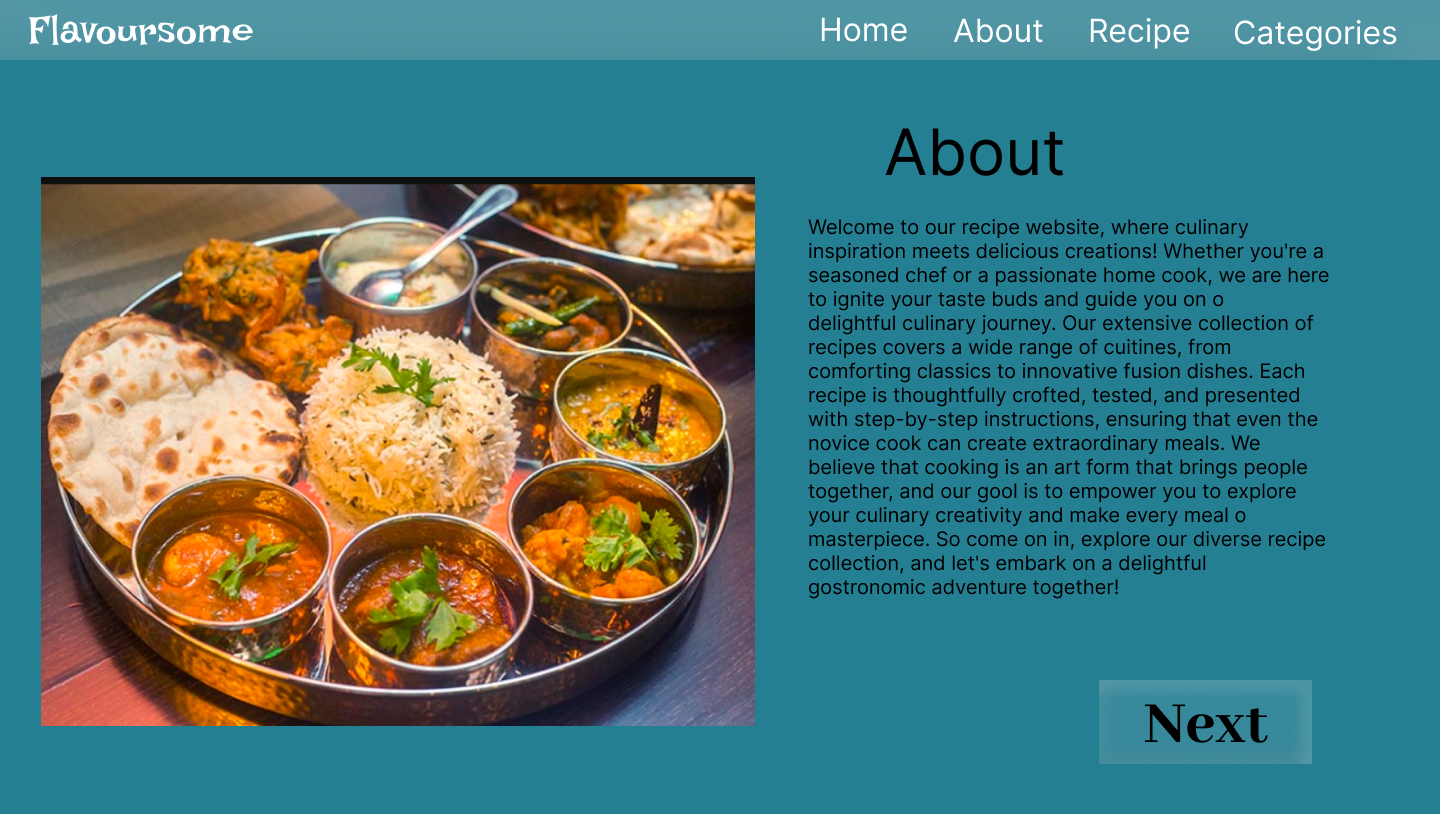 Flavoursome
Home About Recipe Categories
About
Welcome to our recipe website, where culinary
inspiration meets delicious creations! Whether you're a
seasoned chef or a passionate home cook, we are here
to ignite your taste buds and guide you on o
delightful culinary journey. Our extensive collection of
recipes covers a wide range of cuitines, from
comforting classics to innovative fusion dishes. Each
recipe is thoughtfully crofted, tested, and presented
with step-by-step instructions, ensuring that even the
novice cook can create extraordinary meals. We
believe that cooking is an art form that brings people
together, and our gool is to empower you to explore
your culinary creativity and make every meal o
masterpiece. So come on in, explore our diverse recipe
collection, and let's embark on a delightful
gostronomic adventure together!
Next